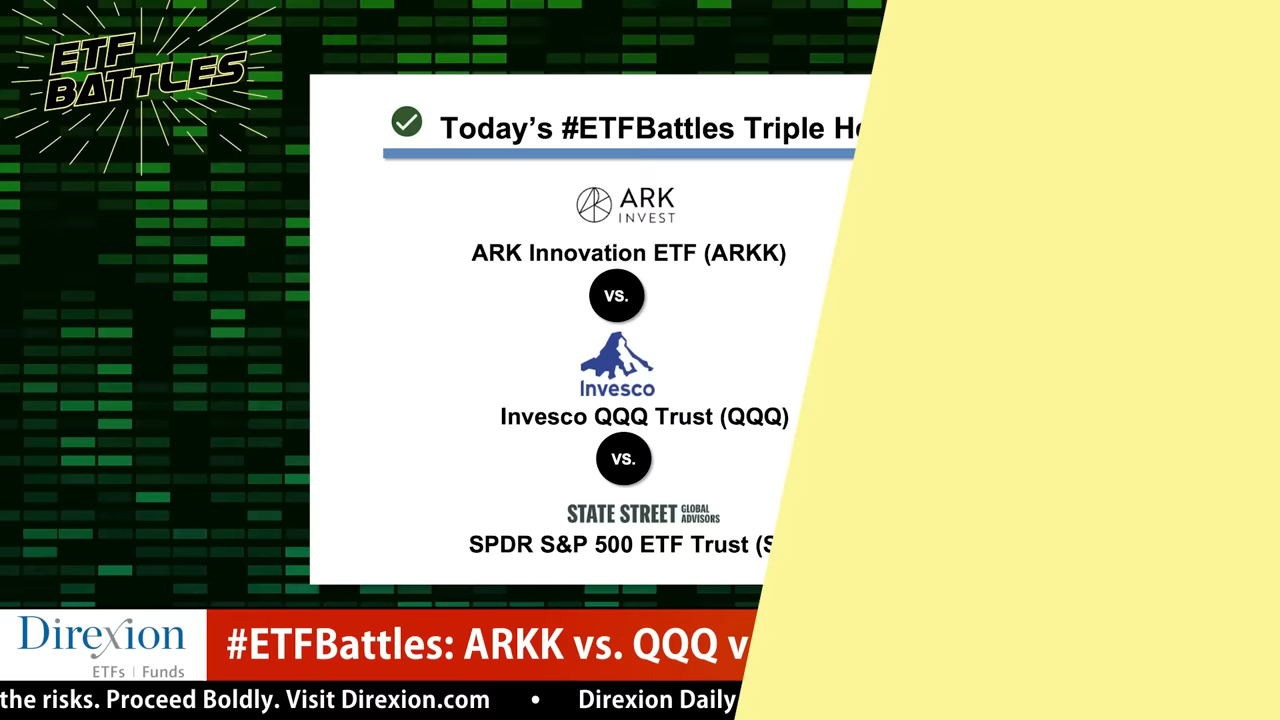 ETF
BATTLES
Today's #ETFBattles Triple
ARK
INVEST
ARK Innovation ETF (ARKK)
VS.
Invesco
Invesco QQQ Trust (QQQ)
VS.
STATE STREET GLOBAL
ADVISORS
SPDR S&P 500 ETF Trust (S
Direxion
ETFs | Funds
#ETFBattles: ARKK vs. QQQ v
the risks. Proceed Boldly. Visit Direxion.com • Direxion Daily